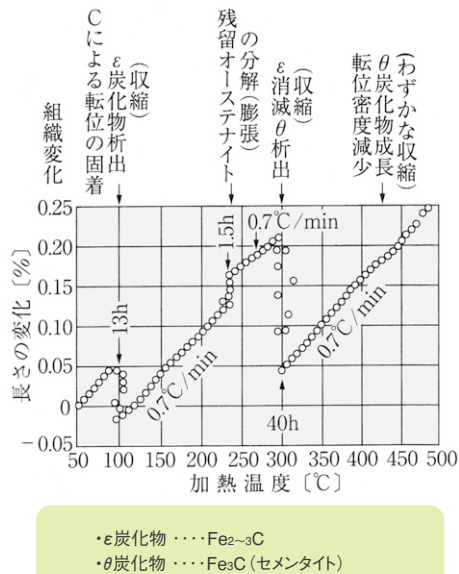 組織変化
Cによる転位の固着
ε炭化物析出
(収縮)
残留オーステナイト
の分解(膨張)
ε消滅θ析出
(収縮)
転位密度減少
θ炭化物成長
(わずかな収縮)
0.25
0.20
0.15
0.10
0.05
0
−0.05
長さの変化〔%〕
13h
1.5h
0.7℃/min
0.7℃/min
0.7℃/min
40h
50 100 150 200 250 300 350 400 450 500
加熱温度〔℃〕
・ε炭化物 ････Fe2~3C
・θ炭化物 ････Fe3C(セメンタイト)